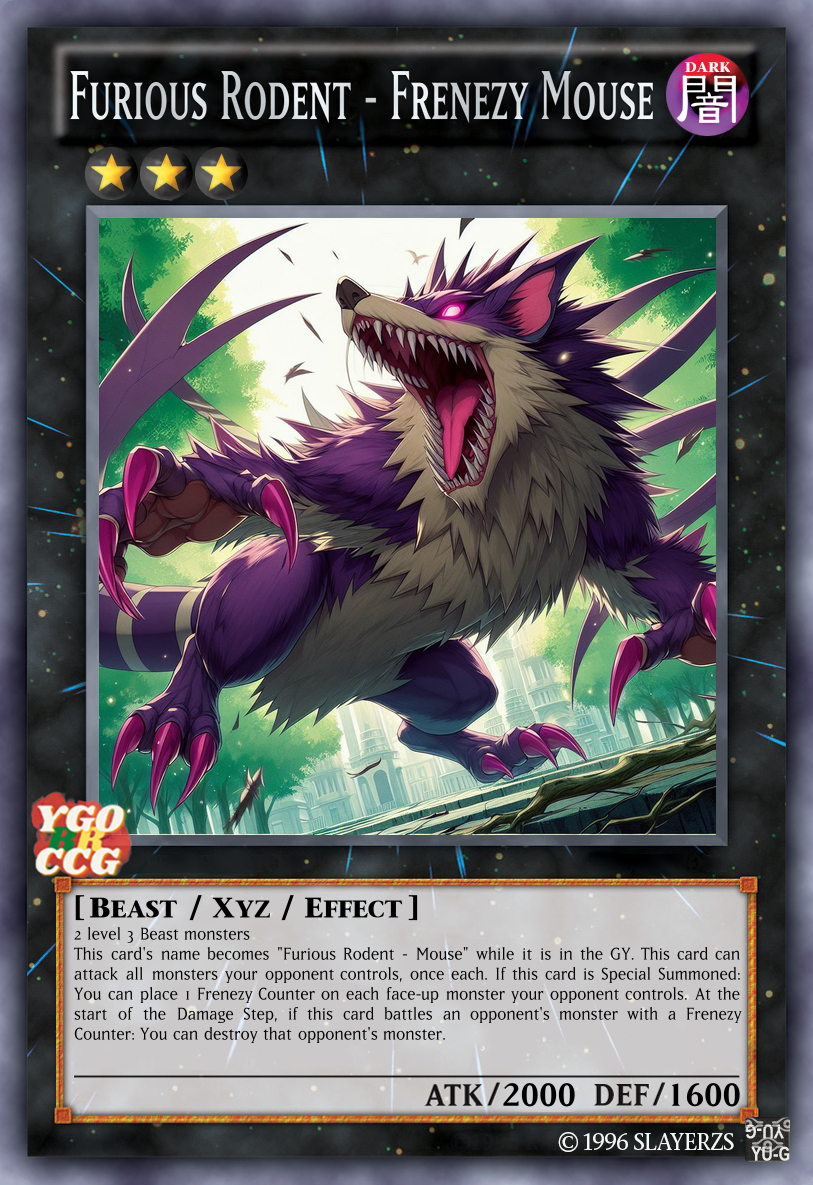 Furious Rodent - Frenezy Mouse
DARK
闇
YGO
RR
CCG
[ Beast / Xyz / Effect ]
2 level 3 Beast monsters
This card's name becomes "Furious Rodent - Mouse" while it is in the GY. This card can
attack all monsters your opponent controls, once each. If this card is Special Summoned:
You can place 1 Frenezy Counter on each face-up monster your opponent controls. At the
start of the Damage Step, if this card battles an opponent's monster with a Frenezy
Counter: You can destroy that opponent's monster.
ATK/2000 DEF/1600
© 1996 SLAYERZS
YU-G
YU-G